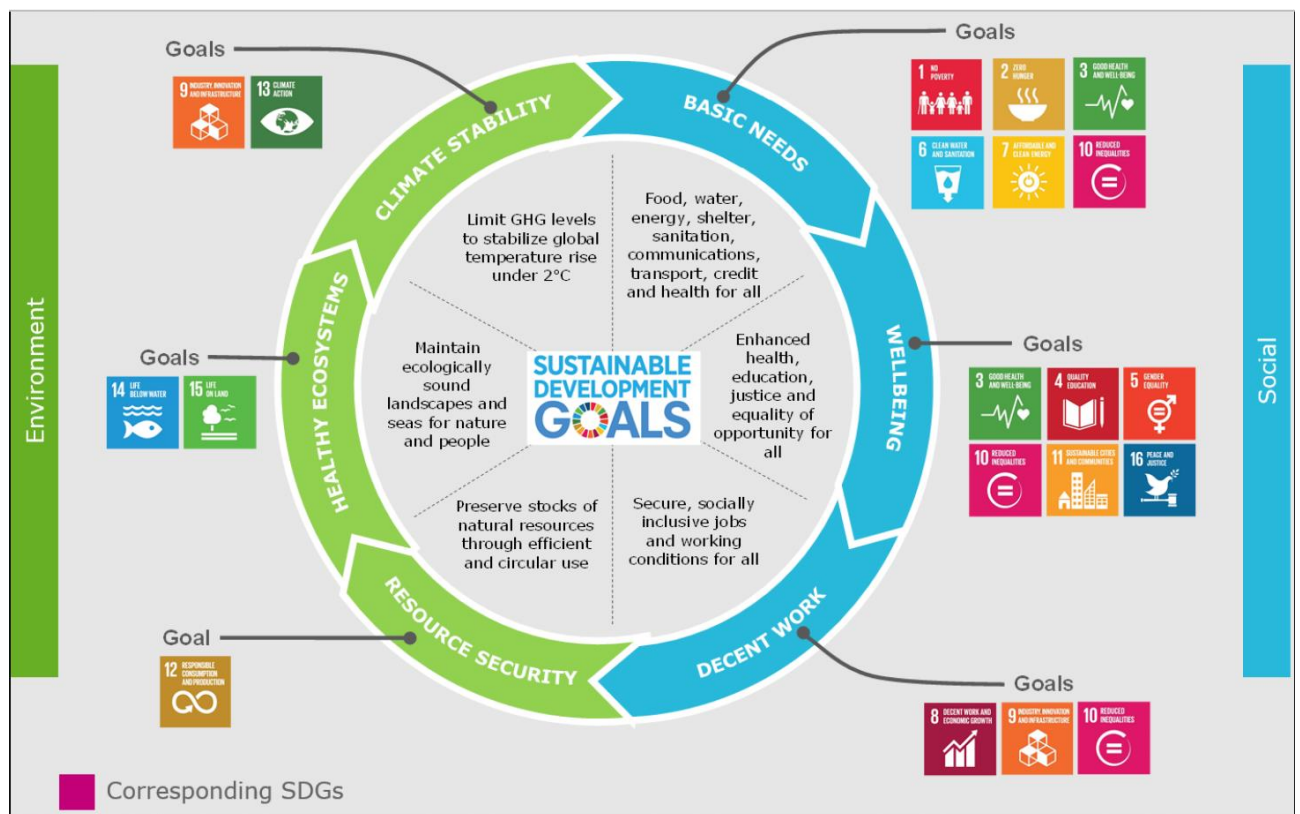 Goals
9 INDUSTRY, INNOVATION
AND INFRASTRUCTURE
13 CLIMATE
ACTION
Goals
1 NO
POVERTY
2 ZERO
HUNGER
3 GOOD HEALTH
AND WELL-BEING
6 CLEAN WATER
AND SANITATION
7 AFFORDABLE AND
CLEAN ENERGY
10 REDUCED
INEQUALITIES
CLIMATE STABILITY
BASIC NEEDS
Limit GHG levels
to stabilize global
temperature rise
under 2°C
Food, water,
energy, shelter,
sanitation,
communications,
transport, credit
and health for all
Environment
Social
Goals
14 LIFE
BELOW WATER
15 LIFE
ON LAND
HEALTHY ECOSYSTEMS
Maintain
ecologically
sound
landscapes and
seas for nature
and people
SUSTAINABLE
DEVELOPMENT
GOALS
Enhanced
health,
education,
justice and
equality of
opportunity for
all
WELLBEING
Goals
3 GOOD HEALTH
AND WELL-BEING
4 QUALITY
EDUCATION
5 GENDER
EQUALITY
10 REDUCED
INEQUALITIES
11 SUSTAINABLE CITIES
AND COMMUNITIES
16 PEACE AND
JUSTICE
Preserve stocks of
natural resources
through efficient
and circular use
Secure, socially
inclusive jobs
and working
conditions for all
RESOURCE SECURITY
DECENT WORK
Goal
12 RESPONSIBLE
CONSUMPTION
AND PRODUCTION
Goals
8 DECENT WORK AND
ECONOMIC GROWTH
9 INDUSTRY, INNOVATION
AND INFRASTRUCTURE
10 REDUCED
INEQUALITIES
Corresponding SDGs